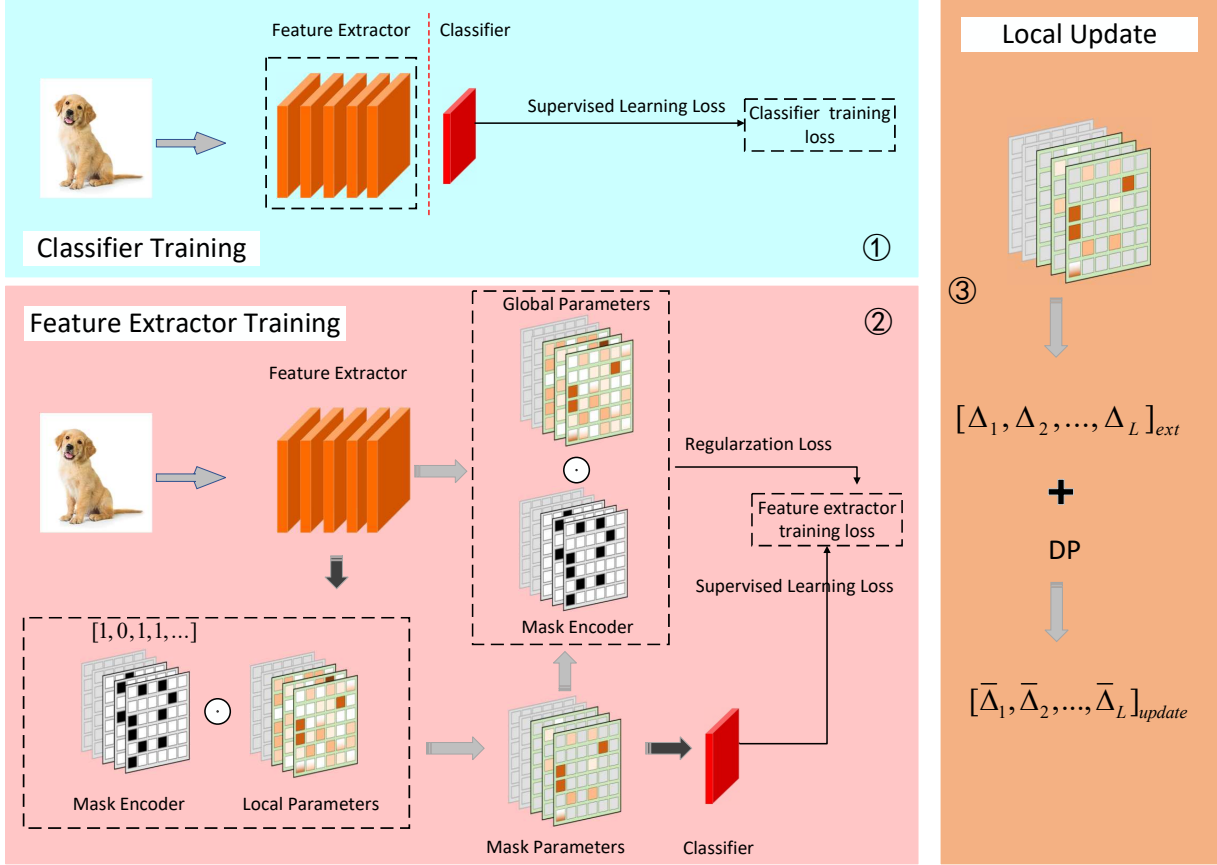 Feature Extractor
Classifier
Supervised Learning Loss
Classifier training
loss
Classifier Training
①
Feature Extractor Training
②
Global Parameters
Feature Extractor
⊙
Regularzation Loss
Feature extractor
training loss
Supervised Learning Loss
Mask Encoder
[1,0,1,1,...]
⊙
Mask Encoder
Local Parameters
Mask Parameters
Classifier
Local Update
③
[Δ1, Δ2, ..., ΔL]ext
+
DP
[Δ̅1, Δ̅2, ..., Δ̅L]update